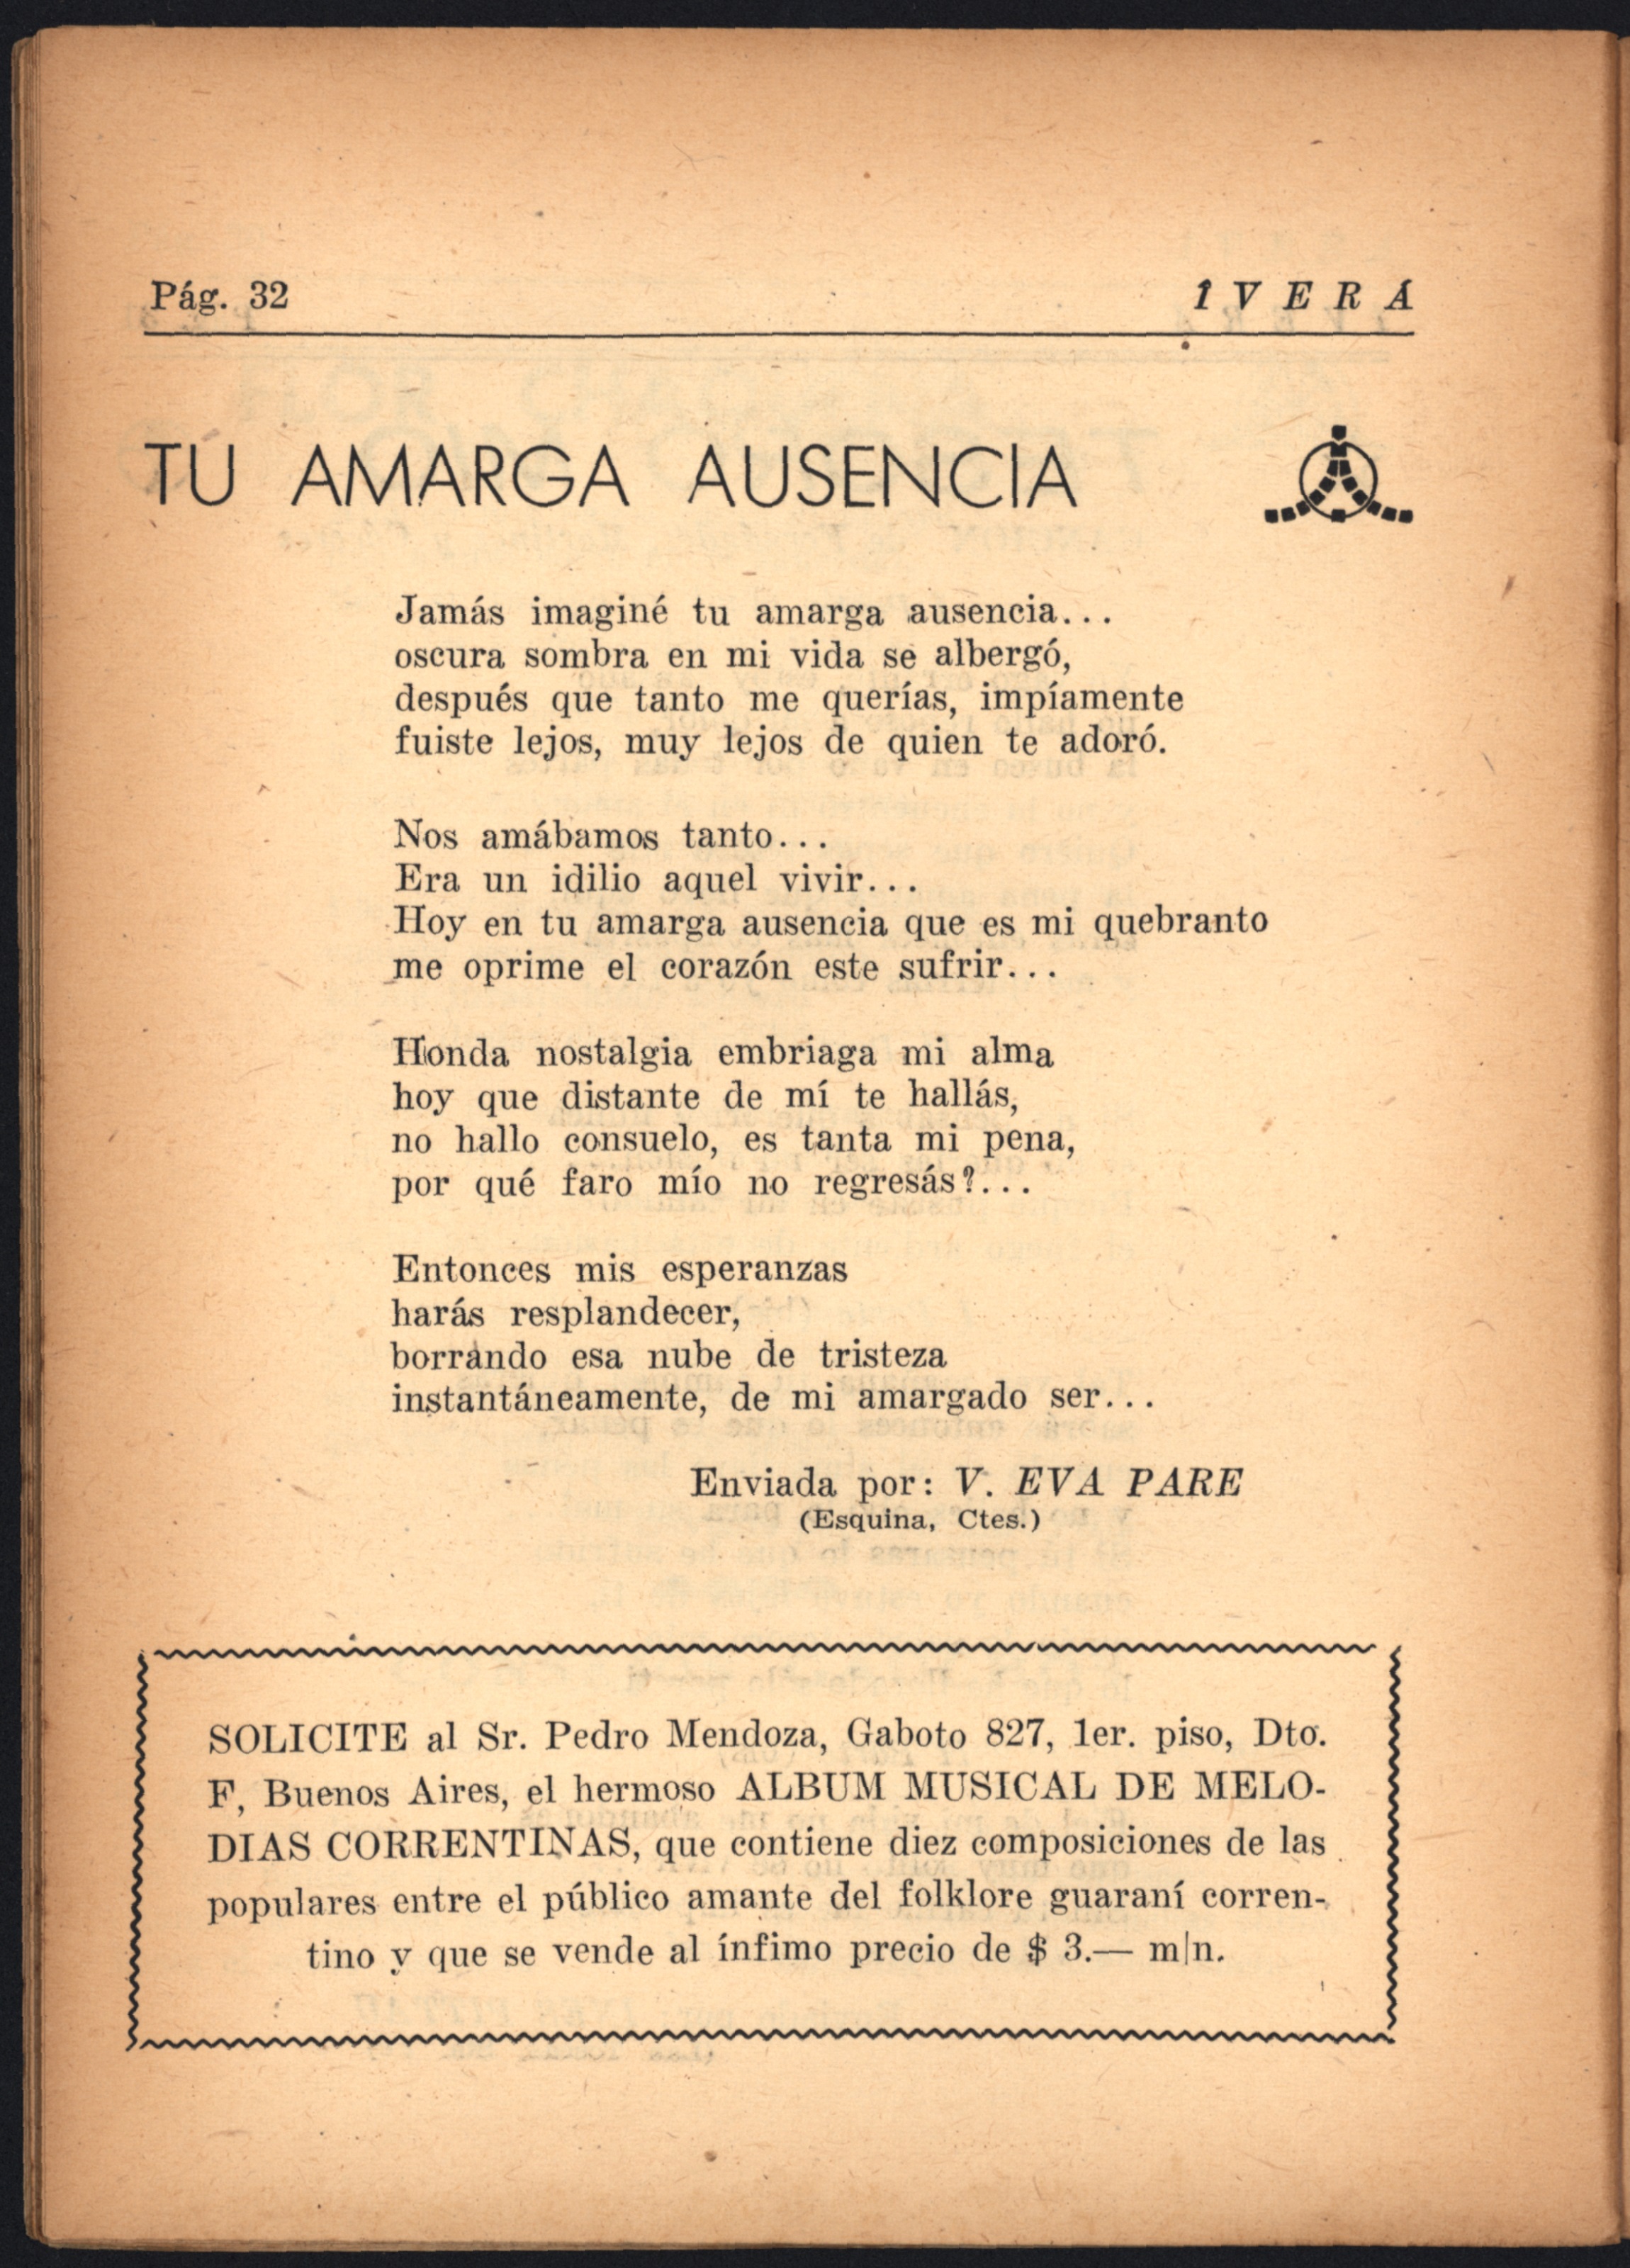 Pág. 32
ÎVERÁ
TU AMARGA AUSENCIA
Jamás imaginé tu amarga ausencia...
oscura sombra en mi vida se albergó,
después que tanto me querías, impíamente
fuiste lejos, muy lejos de quien te adoró.
Nos amábamos tanto...
Era un idilio aquel vivir...
Hoy en tu amarga ausencia que es mi quebranto
me oprime el corazón este sufrir...
Honda nostalgia embriaga mi alma
hoy que distante de mí te hallás,
no hallo consuelo, es tanta mi pena,
por qué faro mío no regresás?...
Entonces mis esperanzas
harás resplandecer,
borrando esa nube de tristeza
instantáneamente, de mi amargado ser...
Enviada por: V. EVA PARE
(Esquina, Ctes.)
SOLICITE al Sr. Pedro Mendoza, Gaboto 827, 1er. piso, Dto.
F, Buenos Aires, el hermoso ALBUM MUSICAL DE MELO-
DIAS CORRENTINAS, que contiene diez composiciones de las
populares entre el público amante del folklore guaraní corren-
tino y que se vende al ínfimo precio de $ 3.— m|n.